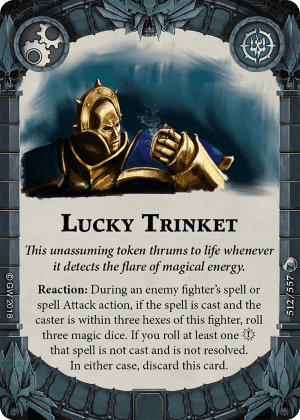 LUCKY TRINKET
This unassuming token thrums to life whenever
it detects the flare of magical energy.
Reaction: During an enemy fighter's spell or
spell Attack action, if the spell is cast and the
caster is within three hexes of this fighter, roll
three magic dice. If you roll at least one
that spell is not cast and is not resolved.
In either case, discard this card.
© GW 2018
512/557